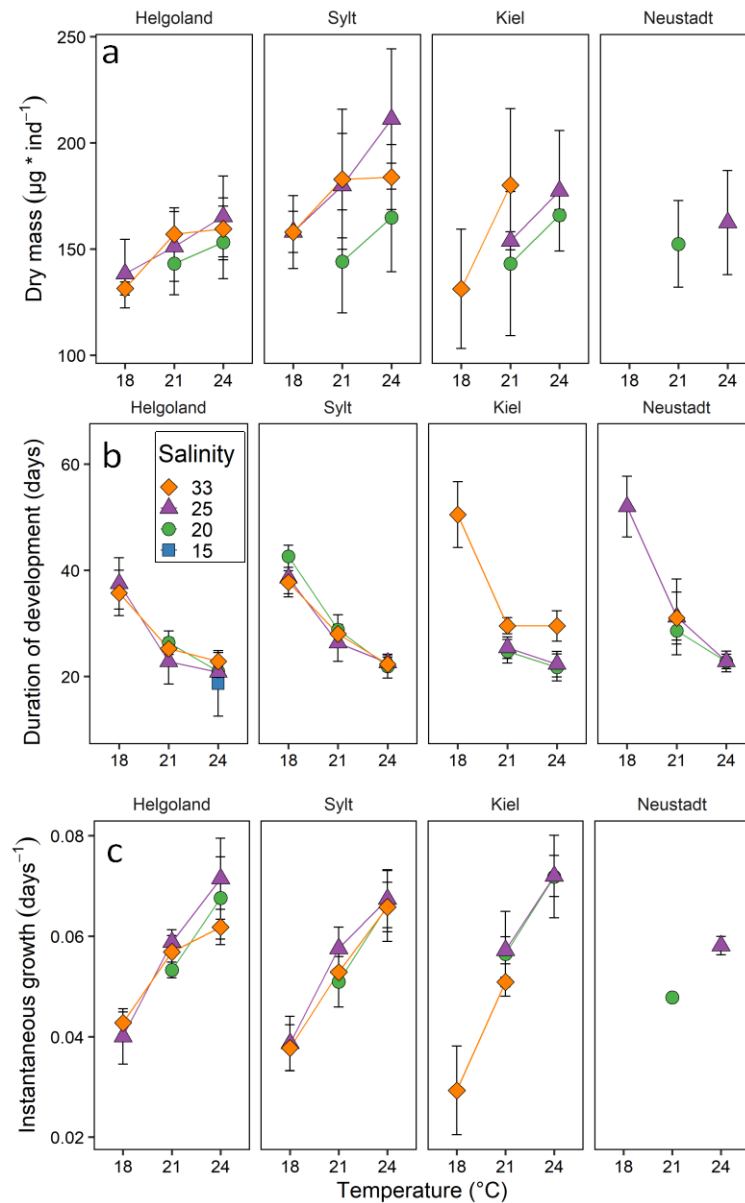 Helgoland Sylt Kiel Neustadt
a
250
200
150
100
Dry mass (µg * ind⁻¹)
18 21 24 18 21 24 18 21 24 18 21 24
Helgoland Sylt Kiel Neustadt
b
Salinity
33
25
20
15
60
40
20
Duration of development (days)
18 21 24 18 21 24 18 21 24 18 21 24
Helgoland Sylt Kiel Neustadt
c
0.08
0.06
0.04
0.02
Instantaneous growth (days⁻¹)
18 21 24 18 21 24 18 21 24 18 21 24
Temperature (°C)